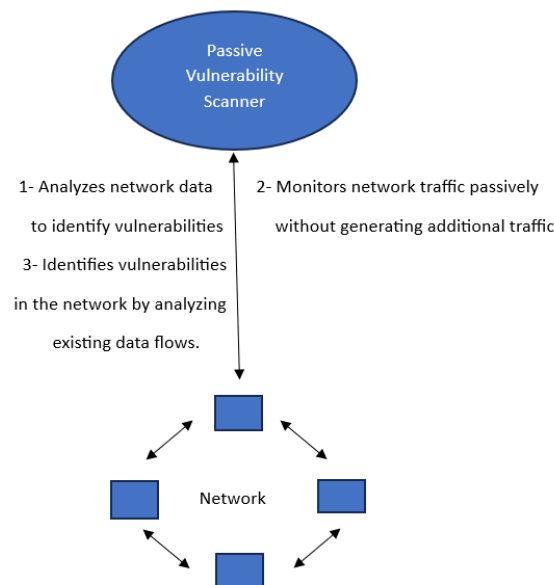 Passive
Vulnerability
Scanner
1- Analyzes network data
to identify vulnerabilities
2- Monitors network traffic passively
without generating additional traffic
3- Identifies vulnerabilities
in the network by analyzing
existing data flows.
Network